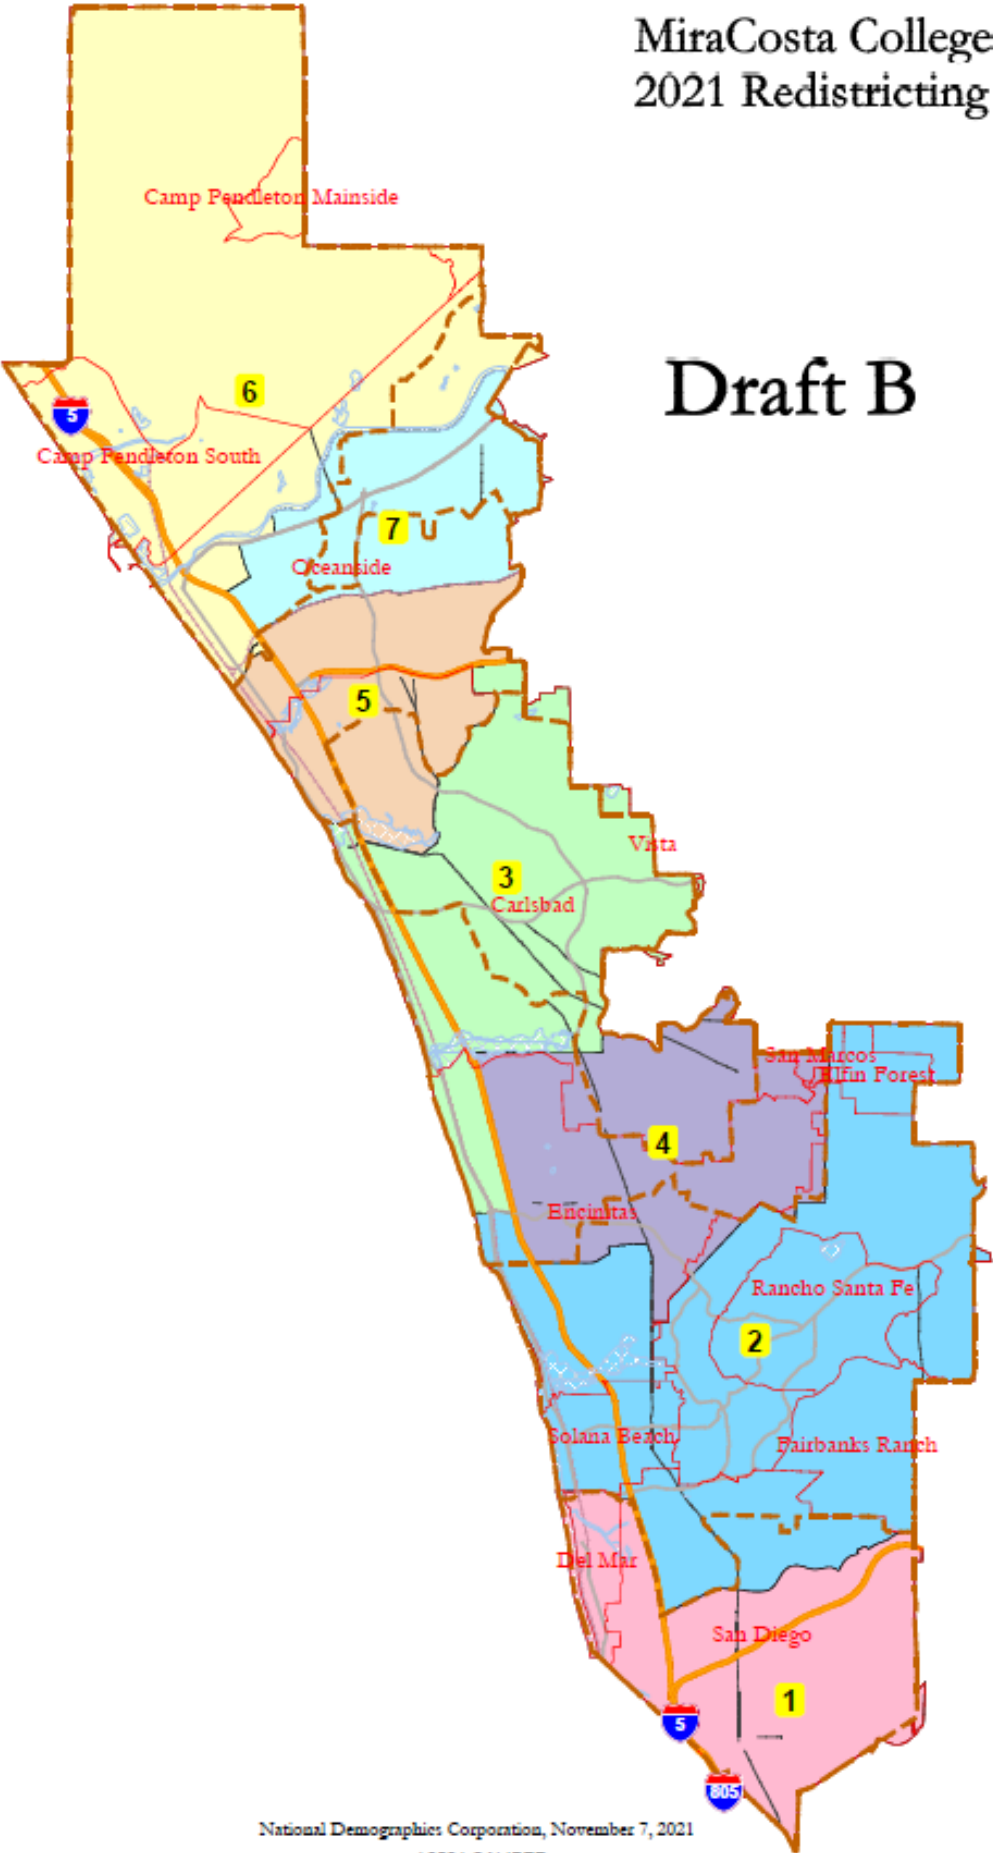 MiraCosta College
2021 Redistricting
Camp Pendleton Mainside
Draft B
6
5
Camp Pendleton South
7
Oceanside
5
Vista
3
Carlsbad
San Marcos
Elfin Forest
4
Encinitas
Rancho Santa Fe
2
Solana Beach
Fairbanks Ranch
Del Mar
San Diego
1
5
805
National Demographics Corporation, November 7, 2021